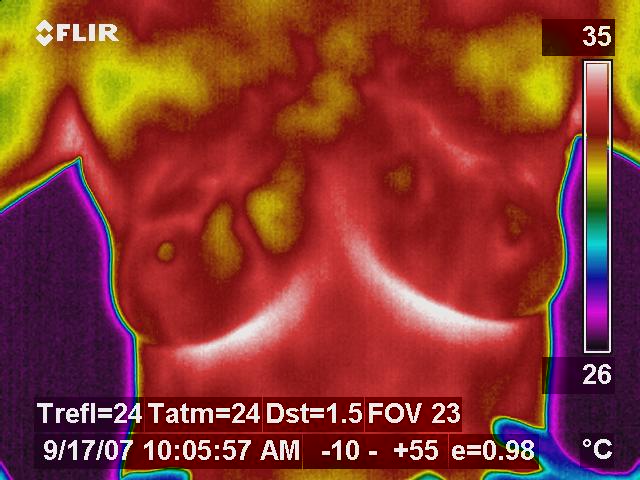 FLIR
35
26
Trefl=24 Tatm=24 Dst=1.5 FOV 23
9/17/07 10:05:57 AM -10 - +55 e=0.98 °C